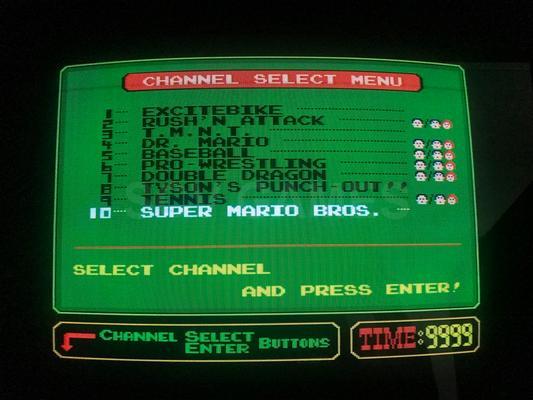 CHANNEL SELECT MENU
1 EXCITEBIKE
2 RUSH'N ATTACK
3 T.M.N.T.
4 DR. MARIO
5 BASEBALL
6 PRO-WRESTLING
7 DOUBLE DRAGON
8 TYSON'S PUNCH-OUT!!
9 TENNIS
10 SUPER MARIO BROS.
SELECT CHANNEL
AND PRESS ENTER!
CHANNEL SELECT
ENTER BUTTONS
TIME:9999